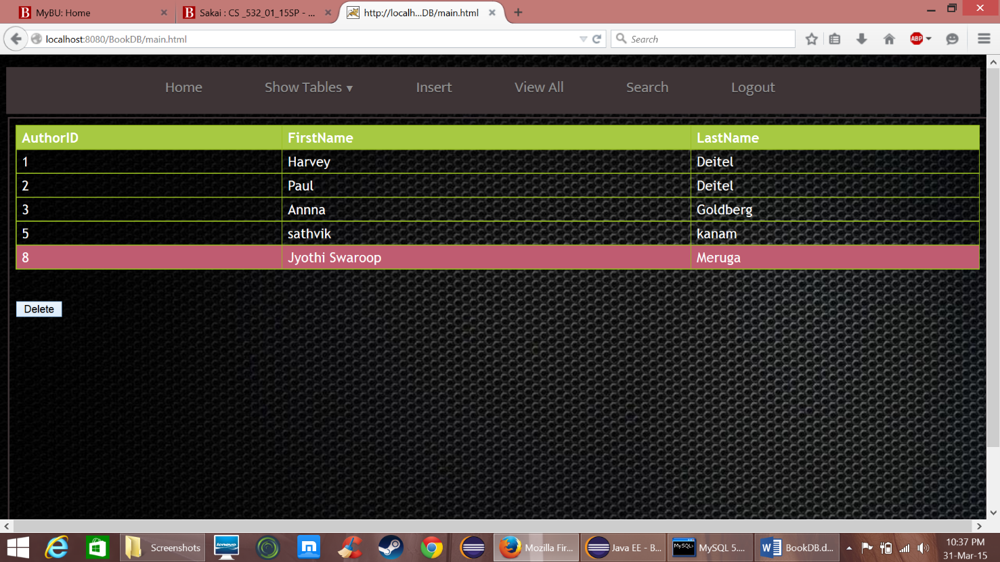 MyBU: Home
Sakai : CS _532_01_15SP - ...
http://localh...DB/main.html
localhost:8080/BookDB/main.html
Search
ABP
Home Show Tables ▼ Insert View All Search Logout
AuthorID FirstName LastName
1 Harvey Deitel
2 Paul Deitel
3 Annna Goldberg
5 sathvik kanam
8 Jyothi Swaroop Meruga
Delete
Screenshots
lenovo
Mozilla Fir...
Java EE - B...
MySQL 5....
BookDB.d...
10:37 PM
31-Mar-15